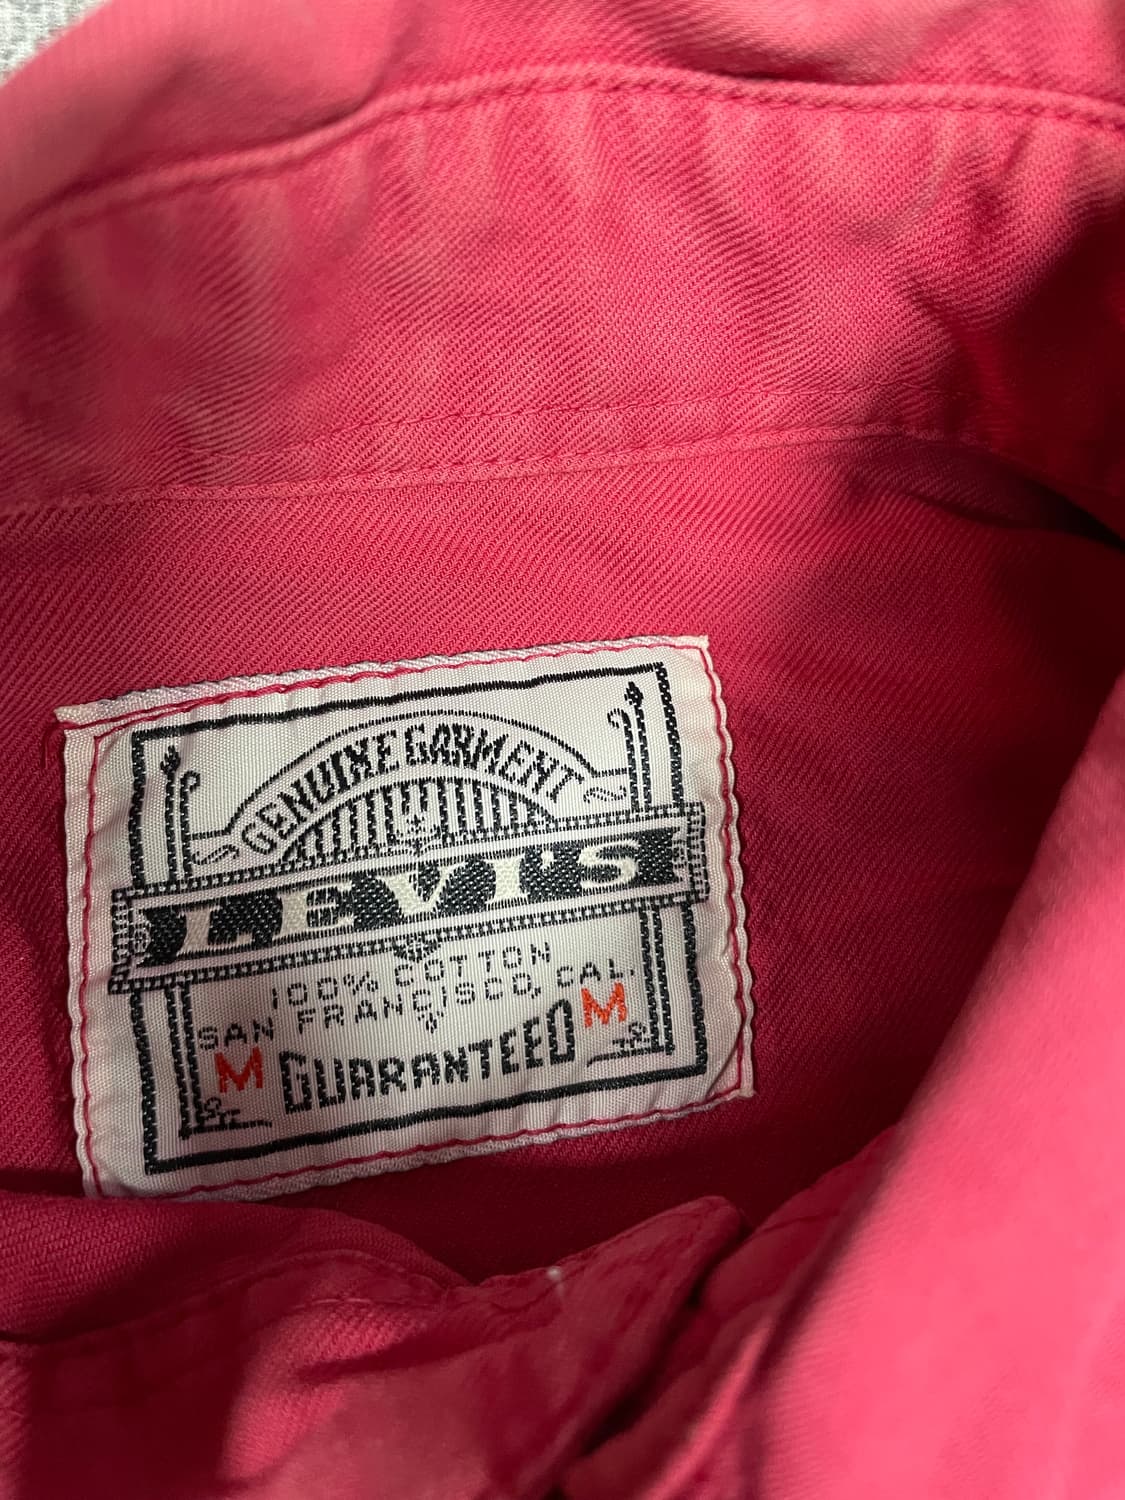 GENUINE GARMENT
LEVI'S
100% COTTON
SAN FRANCISCO, CAL.
M GUARANTEED M